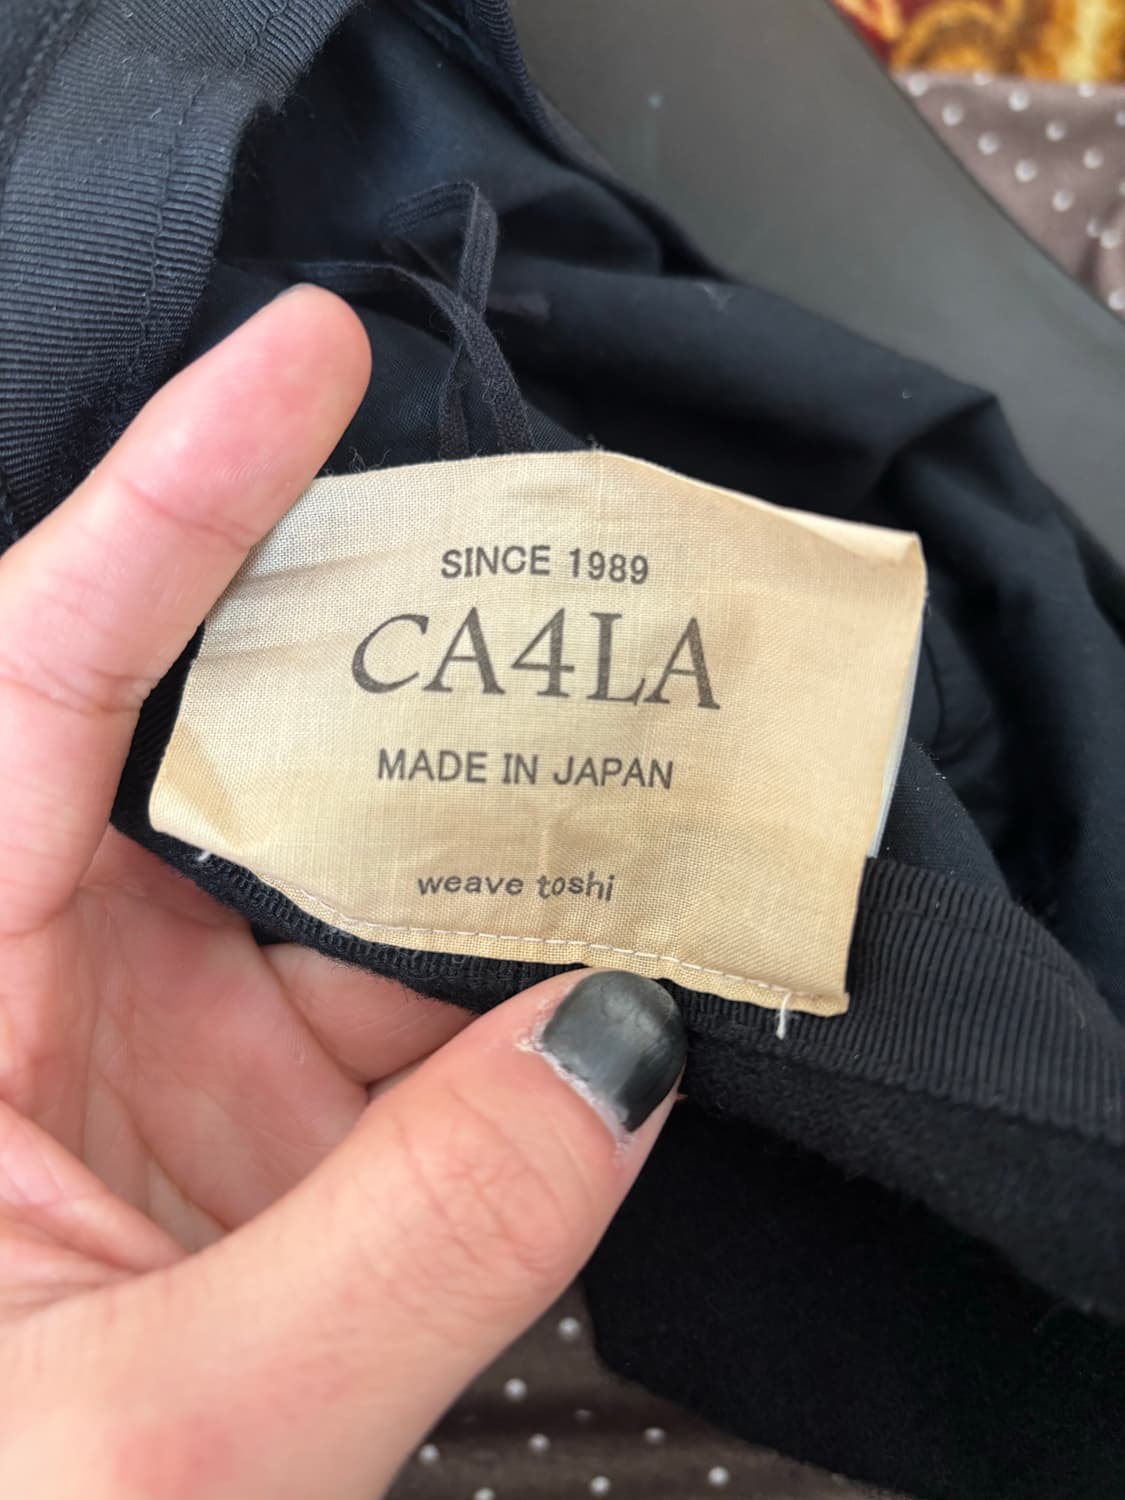 SINCE 1989
CA4LA
MADE IN JAPAN
weave toshi